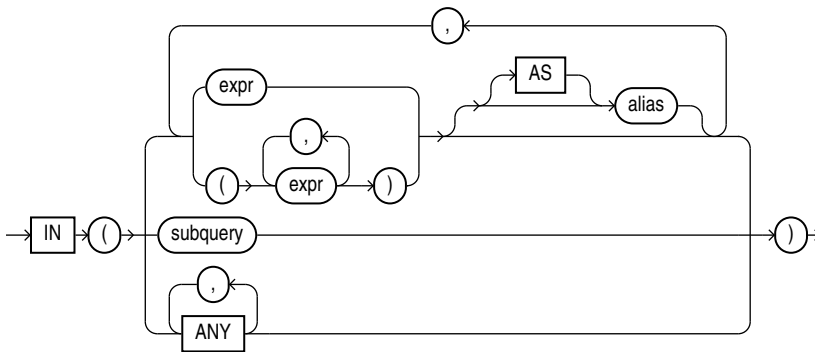 ,
AS
expr
alias
,
( expr )
IN ( subquery )
,
ANY